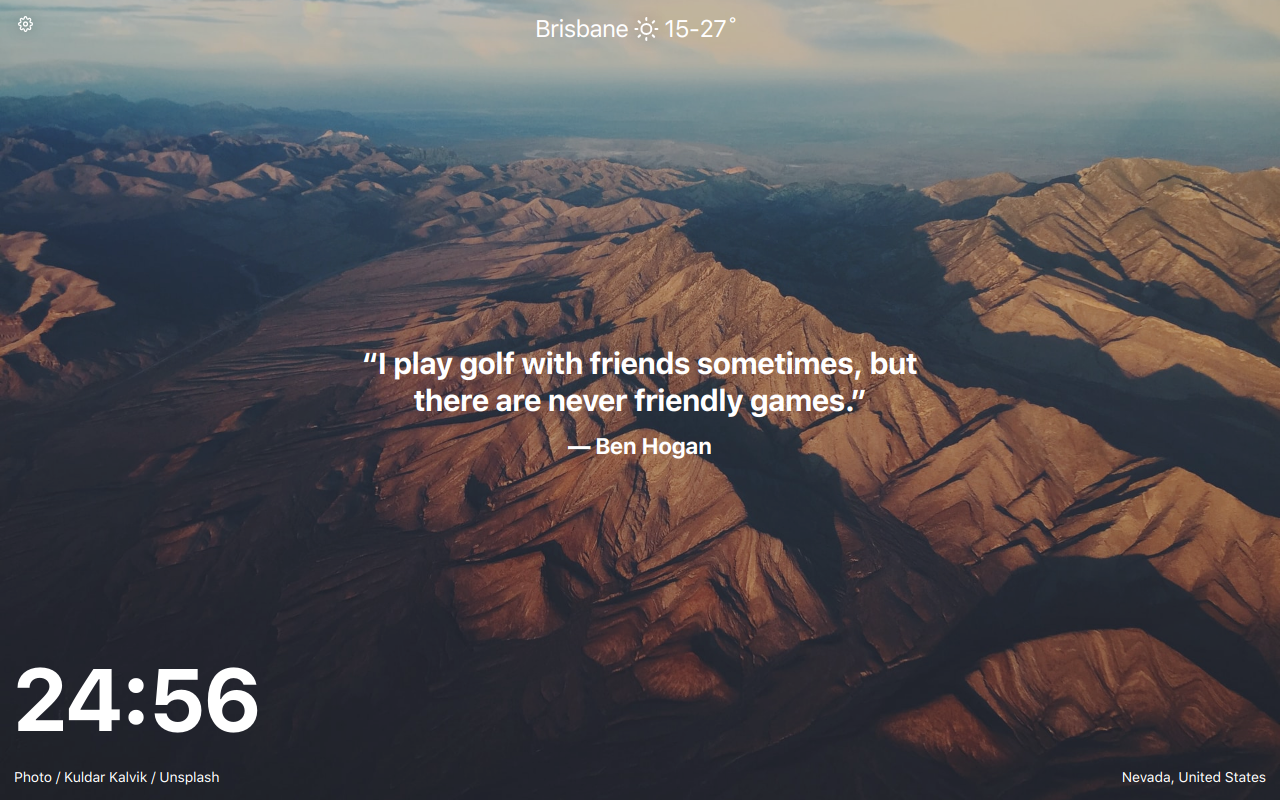 Brisbane 15-27°
“I play golf with friends sometimes, but
there are never friendly games.”
— Ben Hogan
24:56
Photo / Kuldar Kalvik / Unsplash
Nevada, United States